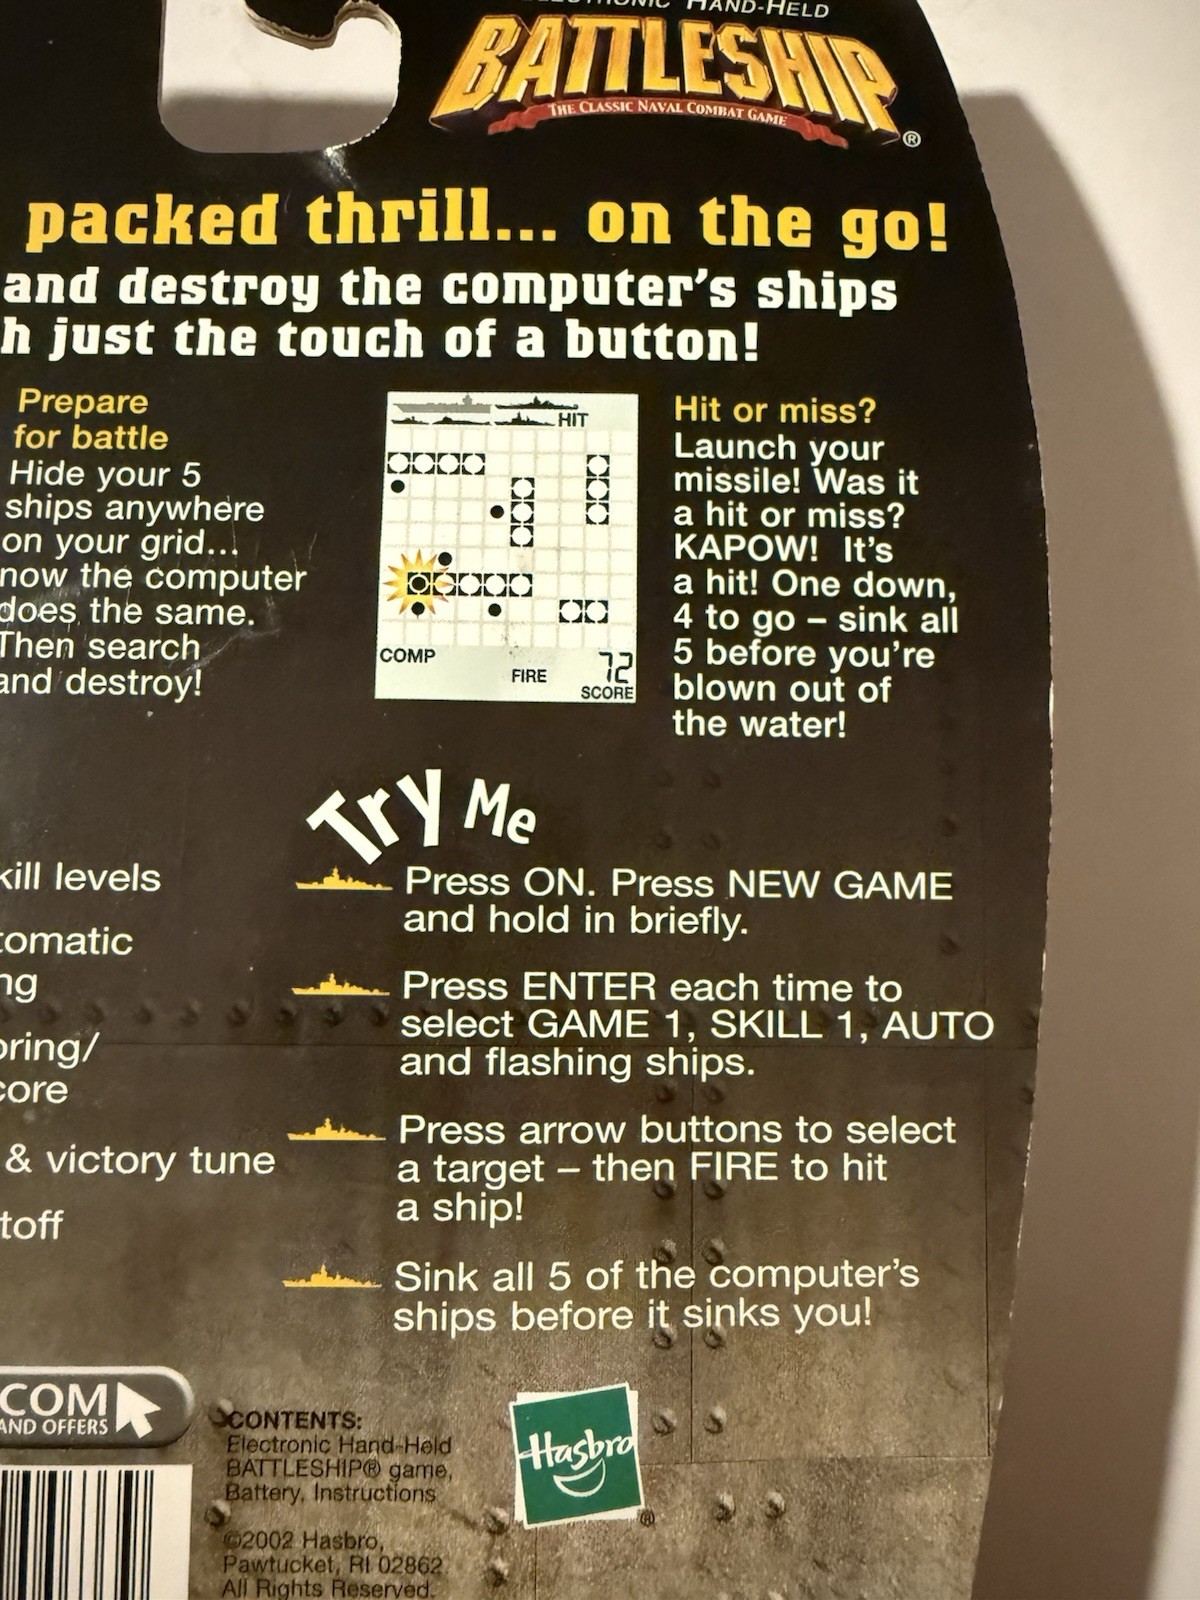 HAND-HELD
BATTLESHIP®
THE CLASSIC NAVAL COMBAT GAME
packed thrill... on the go!
and destroy the computer's ships
h just the touch of a button!
Prepare
for battle
Hide your 5
ships anywhere
on your grid...
now the computer
does the same.
Then search
and destroy!
HIT
COMP
FIRE
72
SCORE
Hit or miss?
Launch your
missile! Was it
a hit or miss?
KAPOW! It's
a hit! One down,
4 to go – sink all
5 before you're
blown out of
the water!
kill levels
tomatic
ng
oring/
core
& victory tune
toff
Try Me
Press ON. Press NEW GAME
and hold in briefly.
Press ENTER each time to
select GAME 1, SKILL 1, AUTO
and flashing ships.
Press arrow buttons to select
a target – then FIRE to hit
a ship!
Sink all 5 of the computer's
ships before it sinks you!
COM
AND OFFERS
CONTENTS:
Electronic Hand-Held
BATTLESHIP® game,
Battery, Instructions
©2002 Hasbro,
Pawtucket, RI 02862.
All Rights Reserved.
Hasbro®